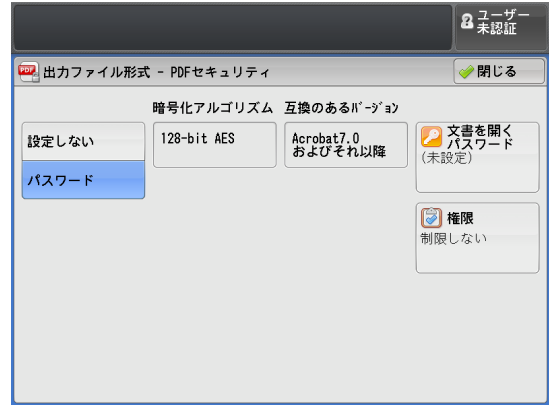 ユーザー
未認証
PDF 出力ファイル形式 - PDFセキュリティ
閉じる
暗号化アルゴリズム 互換のあるバージョン
設定しない
パスワード
128-bit AES
Acrobat7.0
およびそれ以降
文書を開く
パスワード
(未設定)
権限
制限しない